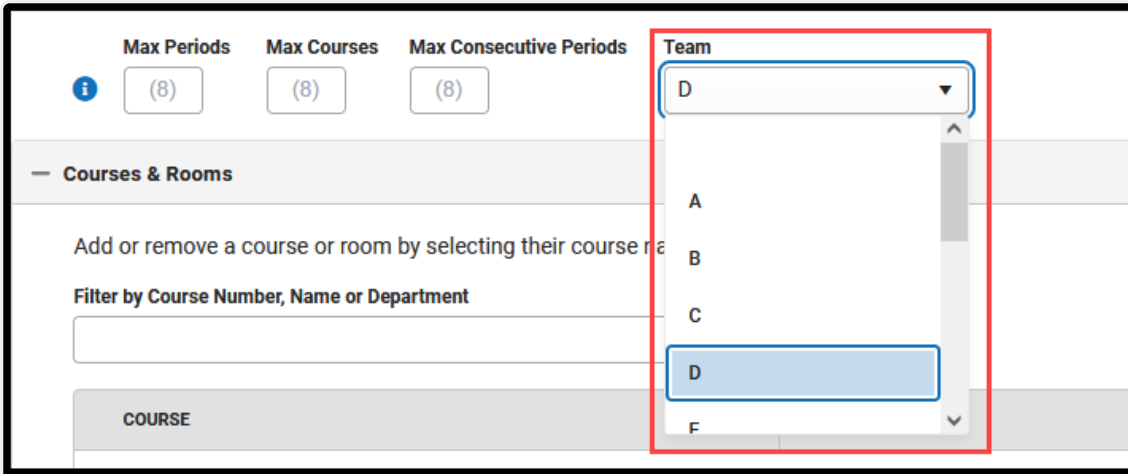 Max Periods Max Courses Max Consecutive Periods Team
(8) (8) (8) D
Courses & Rooms
A
Add or remove a course or room by selecting their course na
B
Filter by Course Number, Name or Department
C
D
COURSE